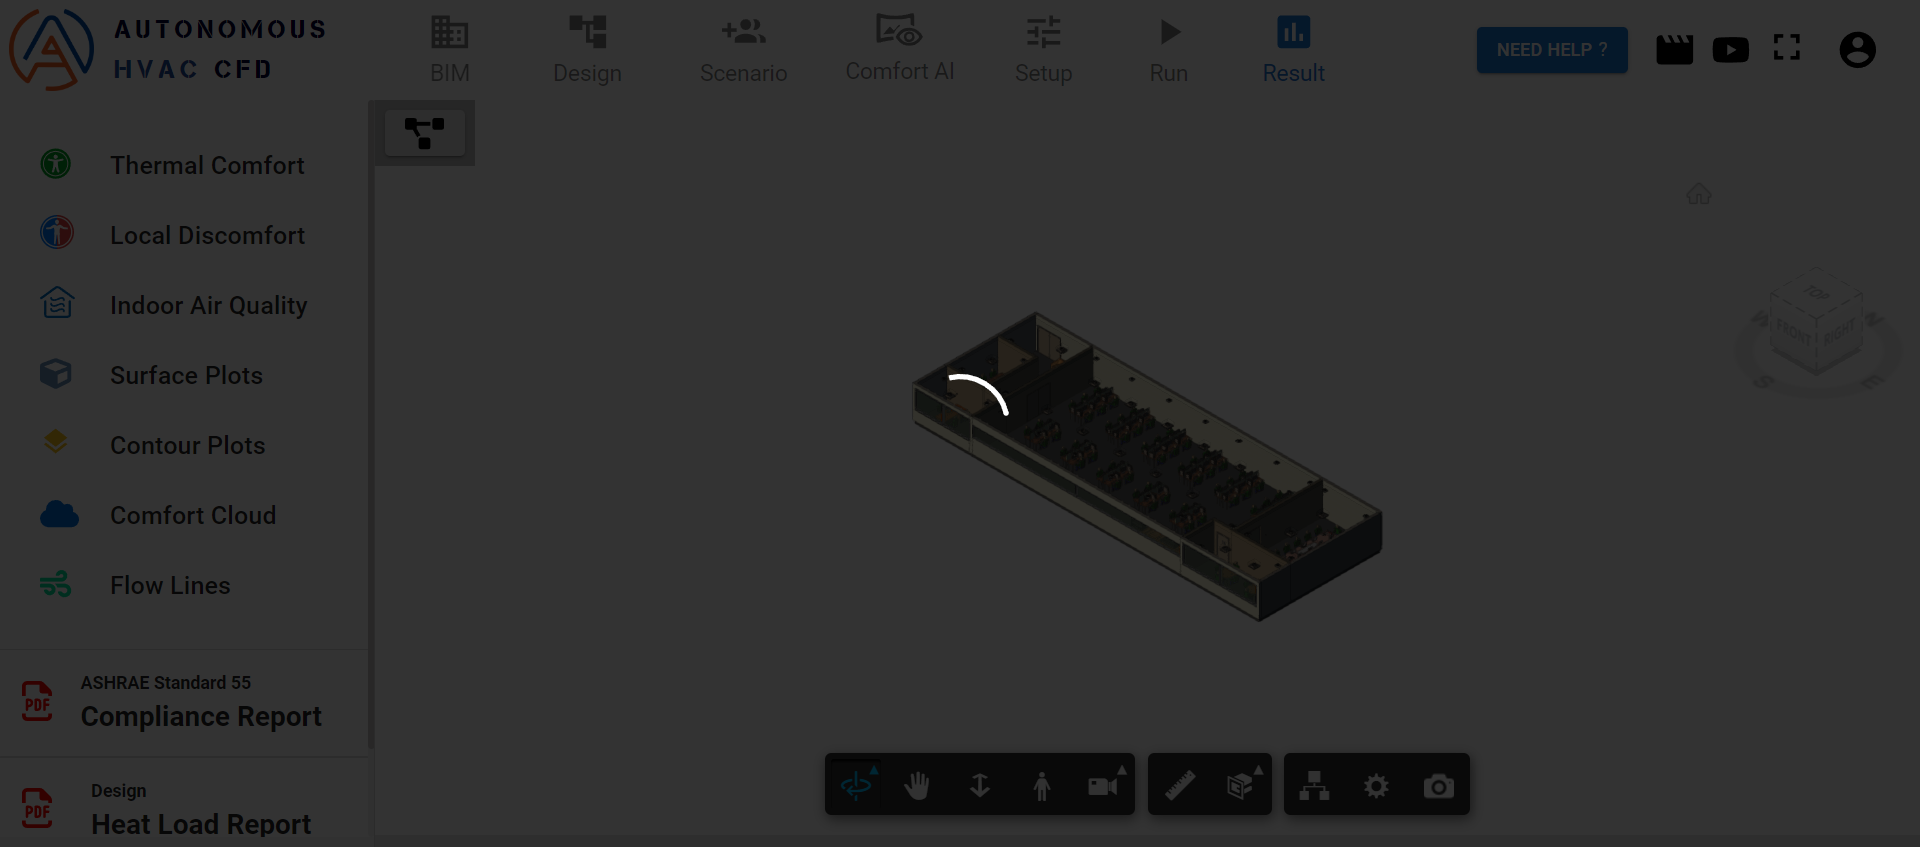 AUTONOMOUS
HVAC CFD
BIM
Design
Scenario
Comfort AI
Setup
Run
Result
NEED HELP ?
Thermal Comfort
Local Discomfort
Indoor Air Quality
Surface Plots
Contour Plots
Comfort Cloud
Flow Lines
PDF
ASHRAE Standard 55
Compliance Report
PDF
Design
Heat Load Report
TOP
FRONT
RIGHT
N
S
E